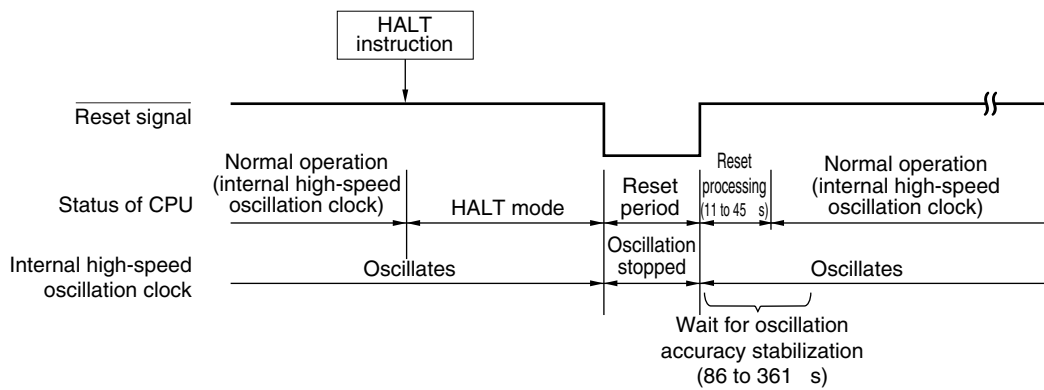 HALT
instruction
Reset signal
Normal operation
(internal high-speed
oscillation clock)
Status of CPU
HALT mode
Reset
period
Reset
processing
(11 to 45 s)
Normal operation
(internal high-speed
oscillation clock)
Internal high-speed
oscillation clock
Oscillates
Oscillation
stopped
Oscillates
Wait for oscillation
accuracy stabilization
(86 to 361 s)